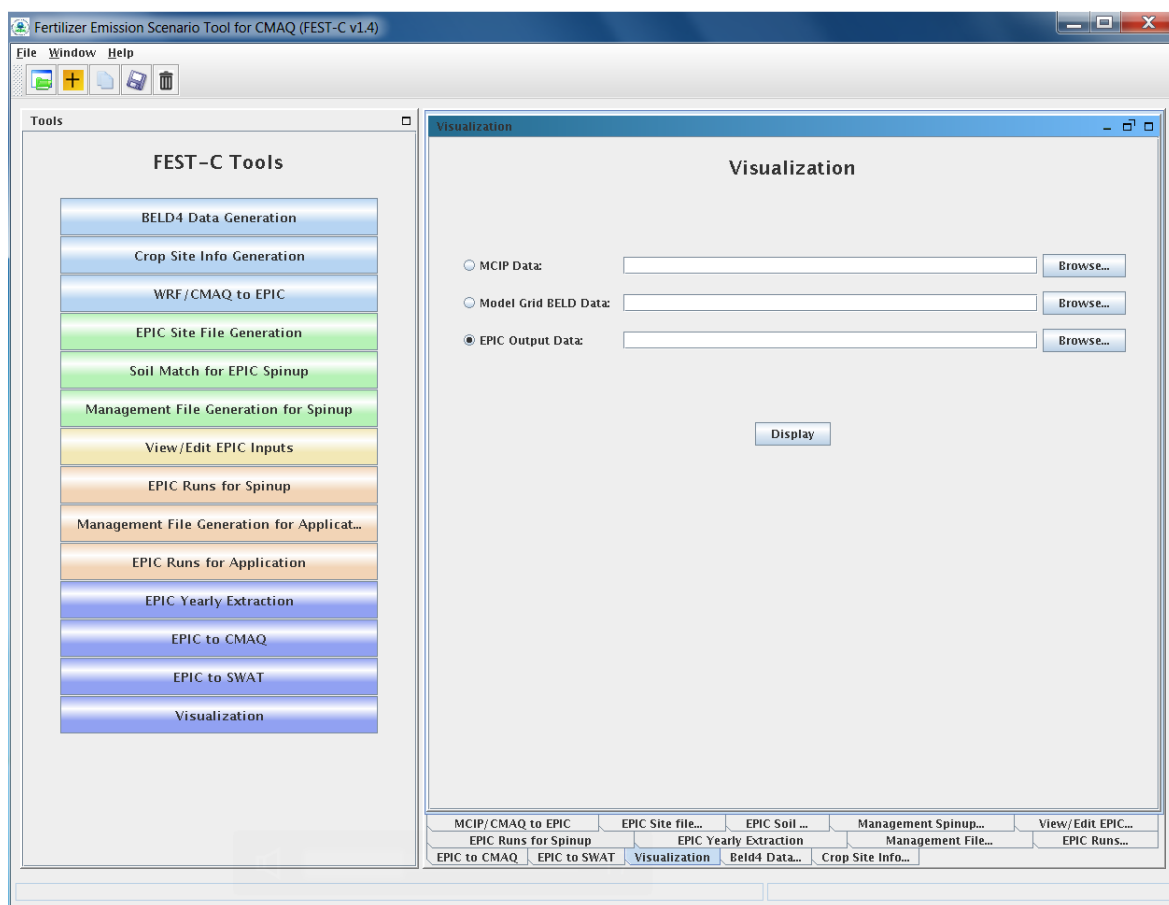 Fertilizer Emission Scenario Tool for CMAQ (FEST-C v1.4)
File Window Help
Tools
FEST-C Tools
BELD4 Data Generation
Crop Site Info Generation
WRF/CMAQ to EPIC
EPIC Site File Generation
Soil Match for EPIC Spinup
Management File Generation for Spinup
View/Edit EPIC Inputs
EPIC Runs for Spinup
Management File Generation for Applicat...
EPIC Runs for Application
EPIC Yearly Extraction
EPIC to CMAQ
EPIC to SWAT
Visualization
Visualization
Visualization
MCIP Data: Browse...
Model Grid BELD Data: Browse...
EPIC Output Data: Browse...
Display
MCIP/CMAQ to EPIC EPIC Site file... EPIC Soil ... Management Spinup... View/Edit EPIC...
EPIC Runs for Spinup EPIC Yearly Extraction Management File... EPIC Runs...
EPIC to CMAQ EPIC to SWAT Visualization Beld4 Data... Crop Site Info...